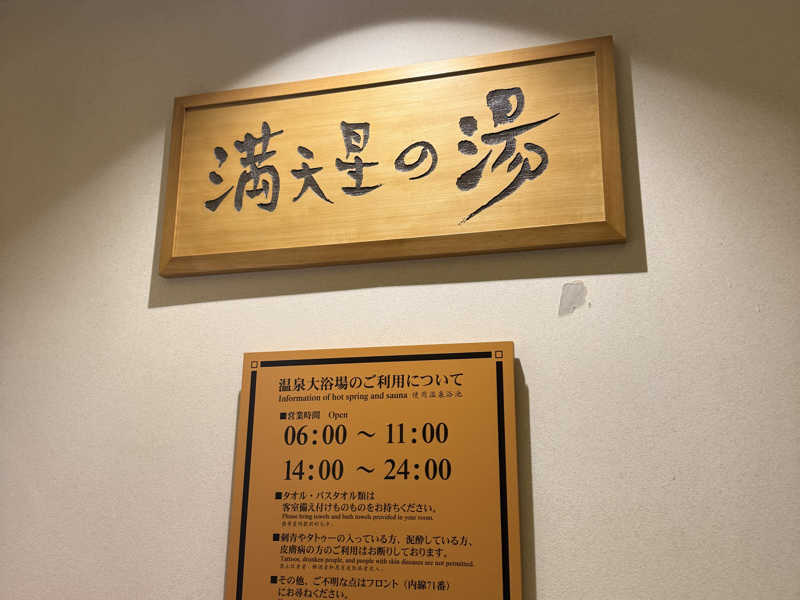 満天星の湯
温泉大浴場のご利用について
Information of hot spring and sauna 使用温泉浴池
■営業時間 Open
06:00 ～ 11:00
14:00 ～ 24:00
■タオル・バスタオル類は
客室備え付けものものをお持ちください。
Please bring towels and bath towels provided in your room.
■刺青やタトゥーの入っている方、泥酔している方、
皮膚病の方のご利用はお断りしております。
Tattoos, drunken people, and people with skin diseases are not permitted.
■その他、ご不明な点はフロント（内線71番）
にお尋ねください。